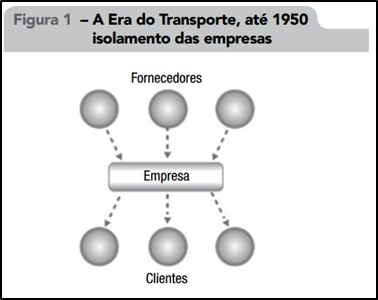 Figura 1 – A Era do Transporte, até 1950
isolamento das empresas
Fornecedores
Empresa
Clientes